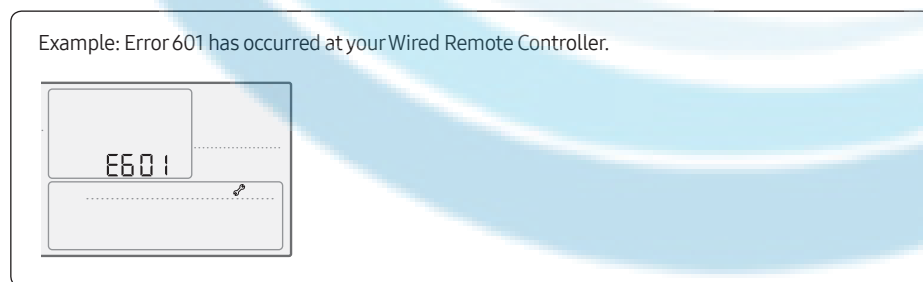 Example: Error 601 has occurred at your Wired Remote Controller.
E601